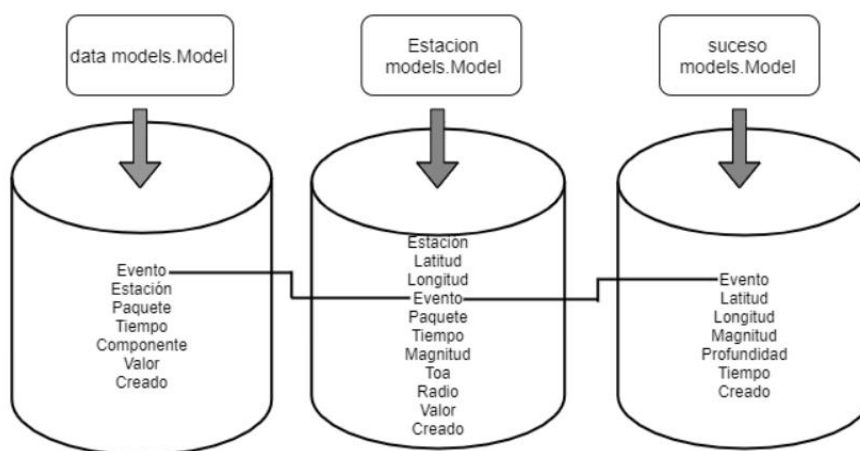 data models.Model
Estacion
models.Model
suceso
models.Model
Evento
Estación
Paquete
Tiempo
Componente
Valor
Creado
Estacion
Latitud
Longitud
Evento
Paquete
Tiempo
Magnitud
Toa
Radio
Valor
Creado
Evento
Latitud
Longitud
Magnitud
Profundidad
Tiempo
Creado